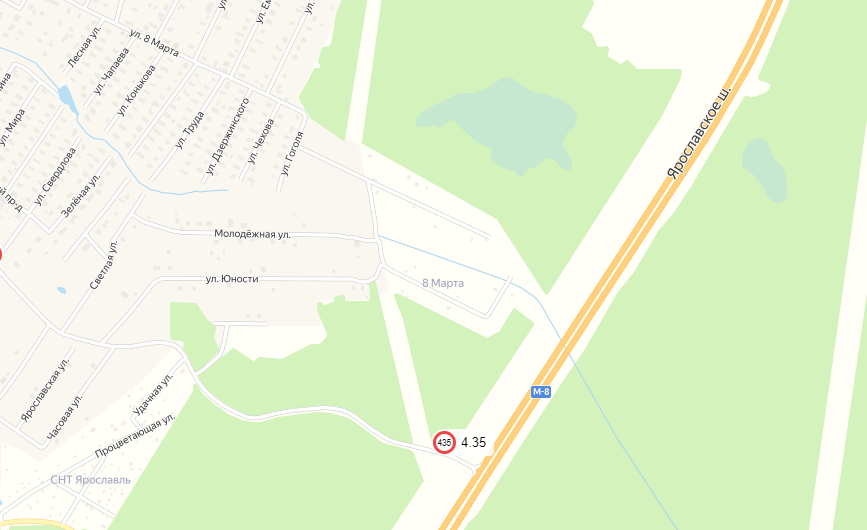 ул. 8 Марта
Лесная ул.
ул. Чапаева
ул. Конькова
ул. Мира
ул. Труда
ул. Дзержинского
ул. Чехова
ул. Гоголя
ул. Свердлова
Зелёная ул.
пр-д
Ярославское ш.
Молодёжная ул.
Светлая ул.
ул. Юности
8 Марта
М-8
Ярославская ул.
Часовая ул.
Удачная ул.
Процветающая ул.
435
4.35
СНТ Ярославль